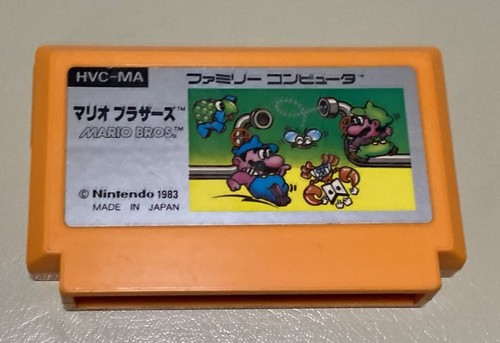 HVC-MA
ファミリー コンピュータ™
マリオブラザーズ™
MARIO BROS.™
© Nintendo 1983
MADE IN JAPAN